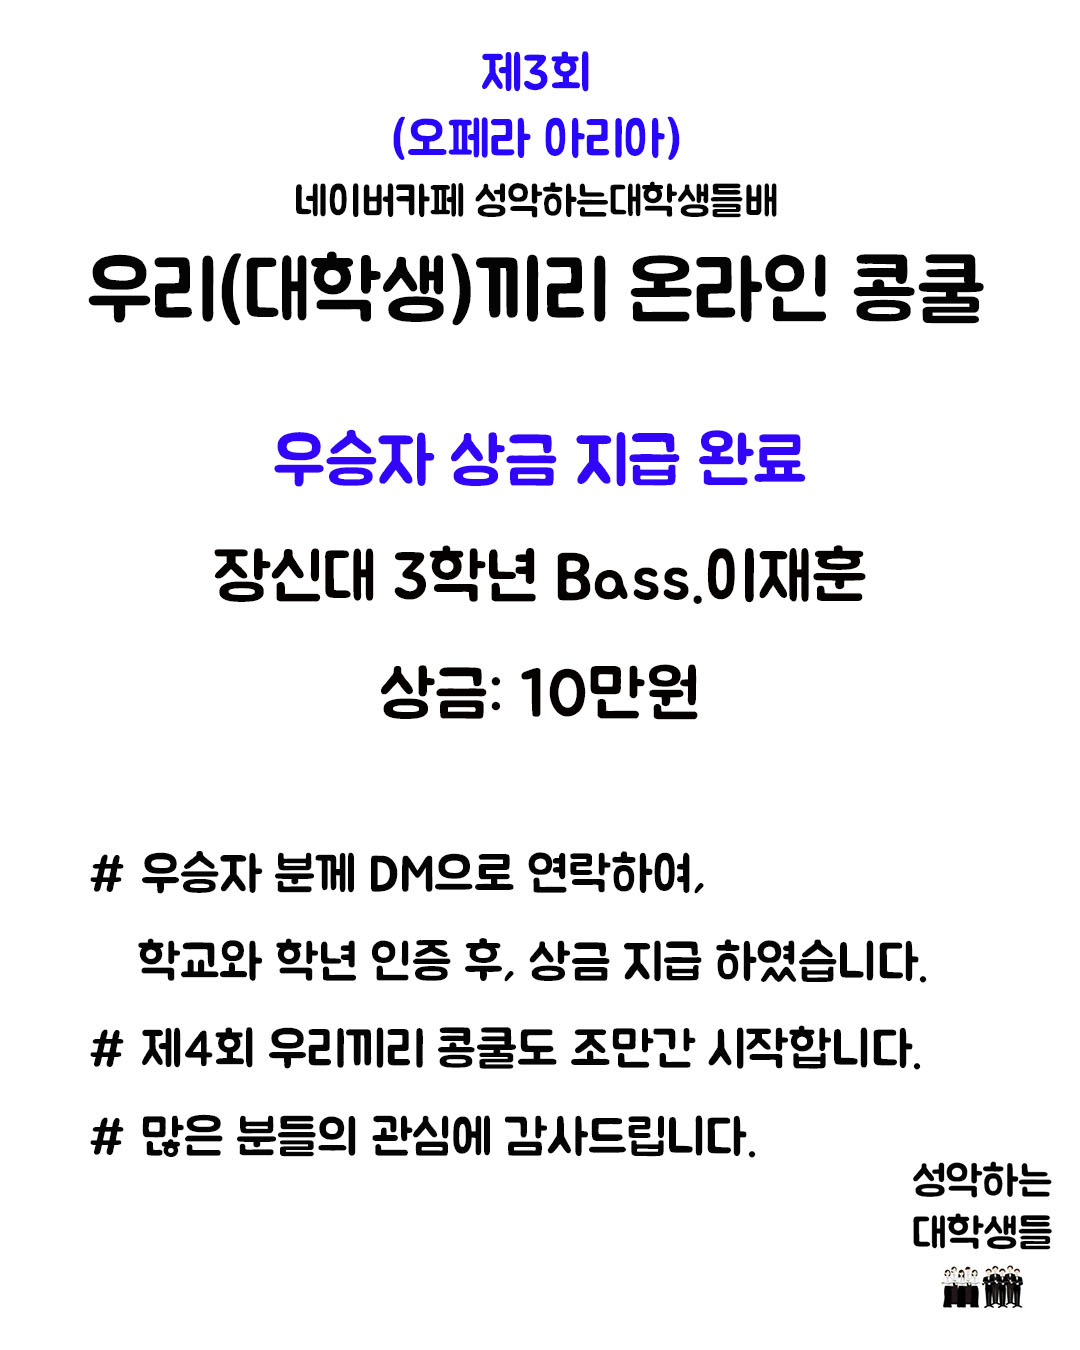 제3회
(오페라 아리아)
네이버카페 성악하는대학생들배
우리(대학생)끼리 온라인 콩쿨
우승자 상금 지급 완료
장신대 3학년 Bass.이재훈
상금: 10만원
# 우승자 분께 DM으로 연락하여,
학교와 학년 인증 후, 상금 지급 하였습니다.
# 제4회 우리끼리 콩쿨도 조만간 시작합니다.
# 많은 분들의 관심에 감사드립니다.
성악하는
대학생들